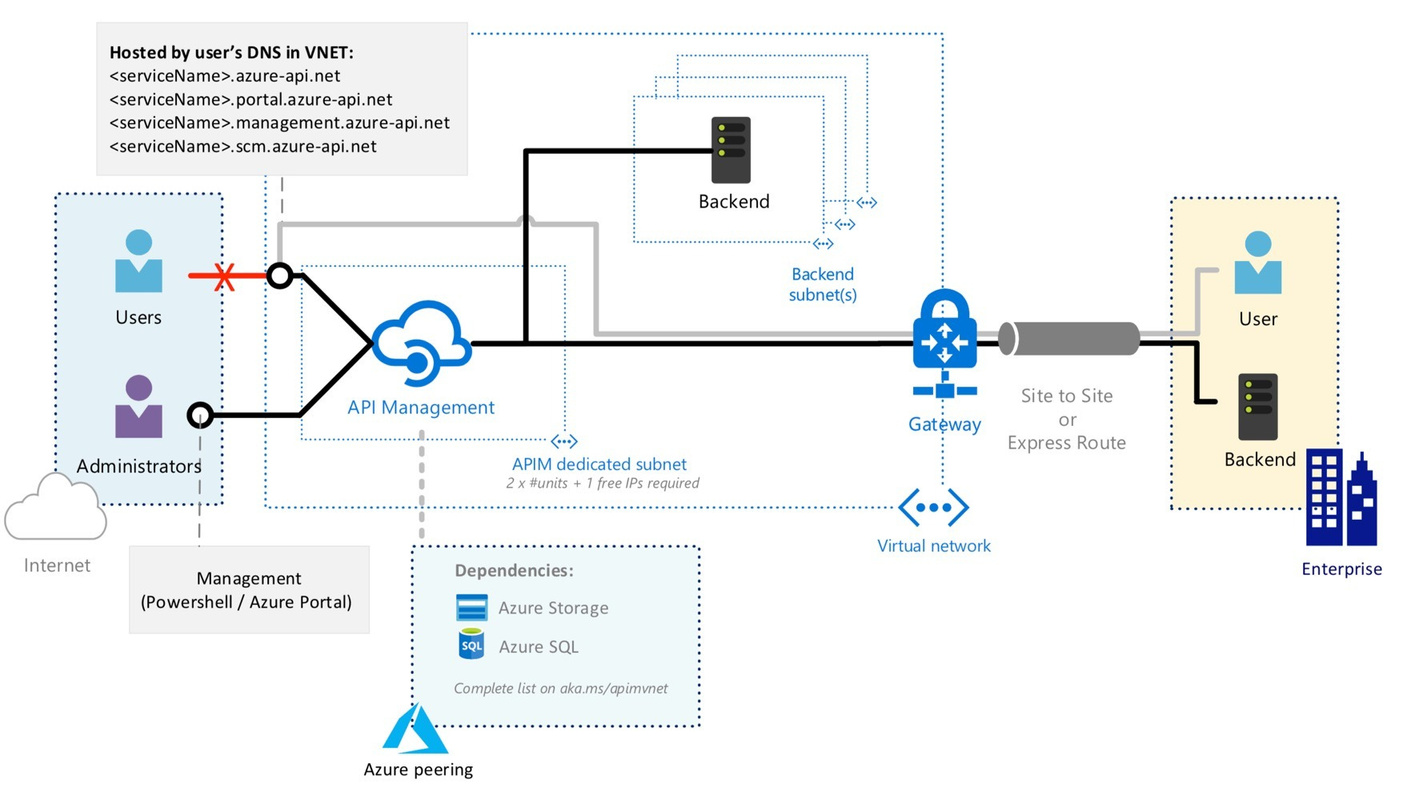 Hosted by user's DNS in VNET:
<serviceName>.azure-api.net
<serviceName>.portal.azure-api.net
<serviceName>.management.azure-api.net
<serviceName>.scm.azure-api.net
Users
Administrators
Internet
Management
(Powershell / Azure Portal)
API Management
APIM dedicated subnet
2 x #units + 1 free IPs required
Backend
Backend
subnet(s)
Gateway
Virtual network
Site to Site
or
Express Route
User
Backend
Enterprise
Dependencies:
Azure Storage
SQL
Azure SQL
Complete list on aka.ms/apimvnet
Azure peering